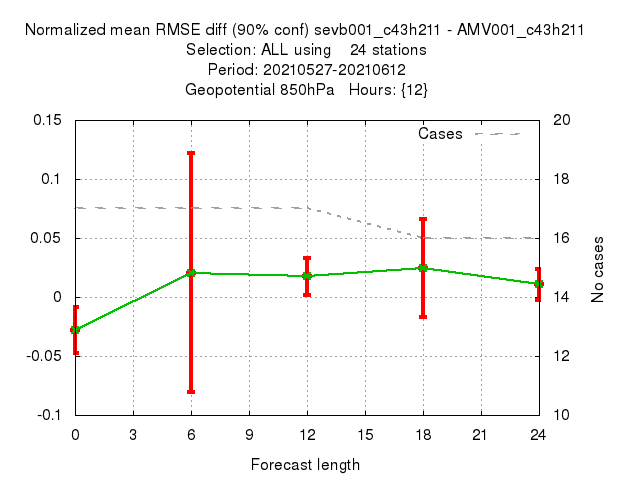 Normalized mean RMSE diff (90% conf) sevb001_c43h211 - AMV001_c43h211
Selection: ALL using    24 stations
Period: 20210527-20210612
Geopotential 850hPa   Hours: {12}
Cases
0.15
0.1
0.05
0
-0.05
-0.1
20
18
16
14
12
10
No cases
0 3 6 9 12 15 18 21 24
Forecast length